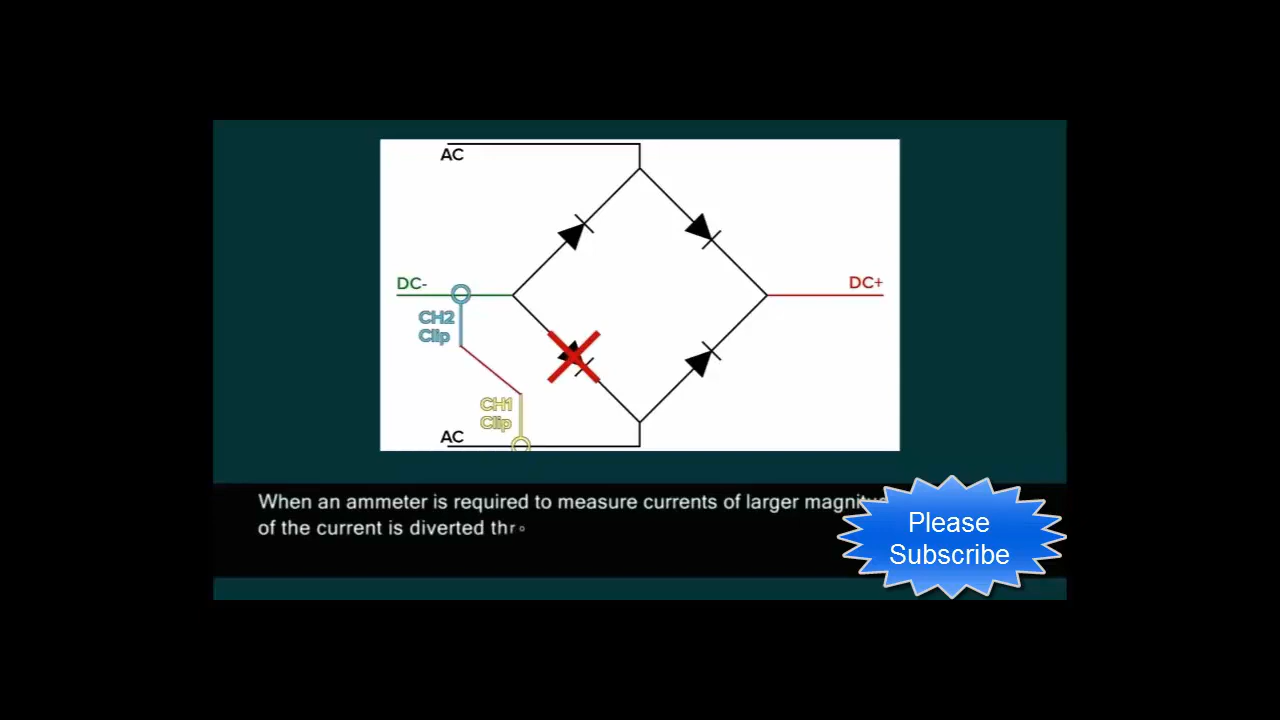 AC
DC-
DC+
CH2
Clip
CH1
Clip
AC
When an ammeter is required to measure currents of larger
of the current is diverted thr
Please
Subscribe